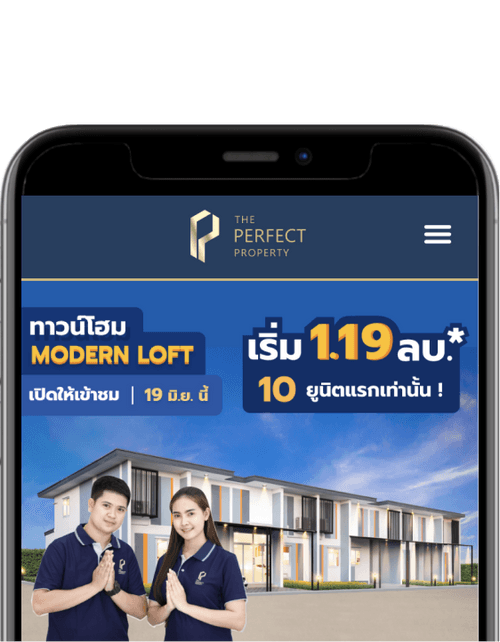 THE
PERFECT
PROPERTY
ทาวน์โฮม
MODERN LOFT
เปิดให้เข้าชม | 19 มิ.ย. นี้
เริ่ม 1.19 ลบ.*
10 ยูนิตแรกเท่านั้น !